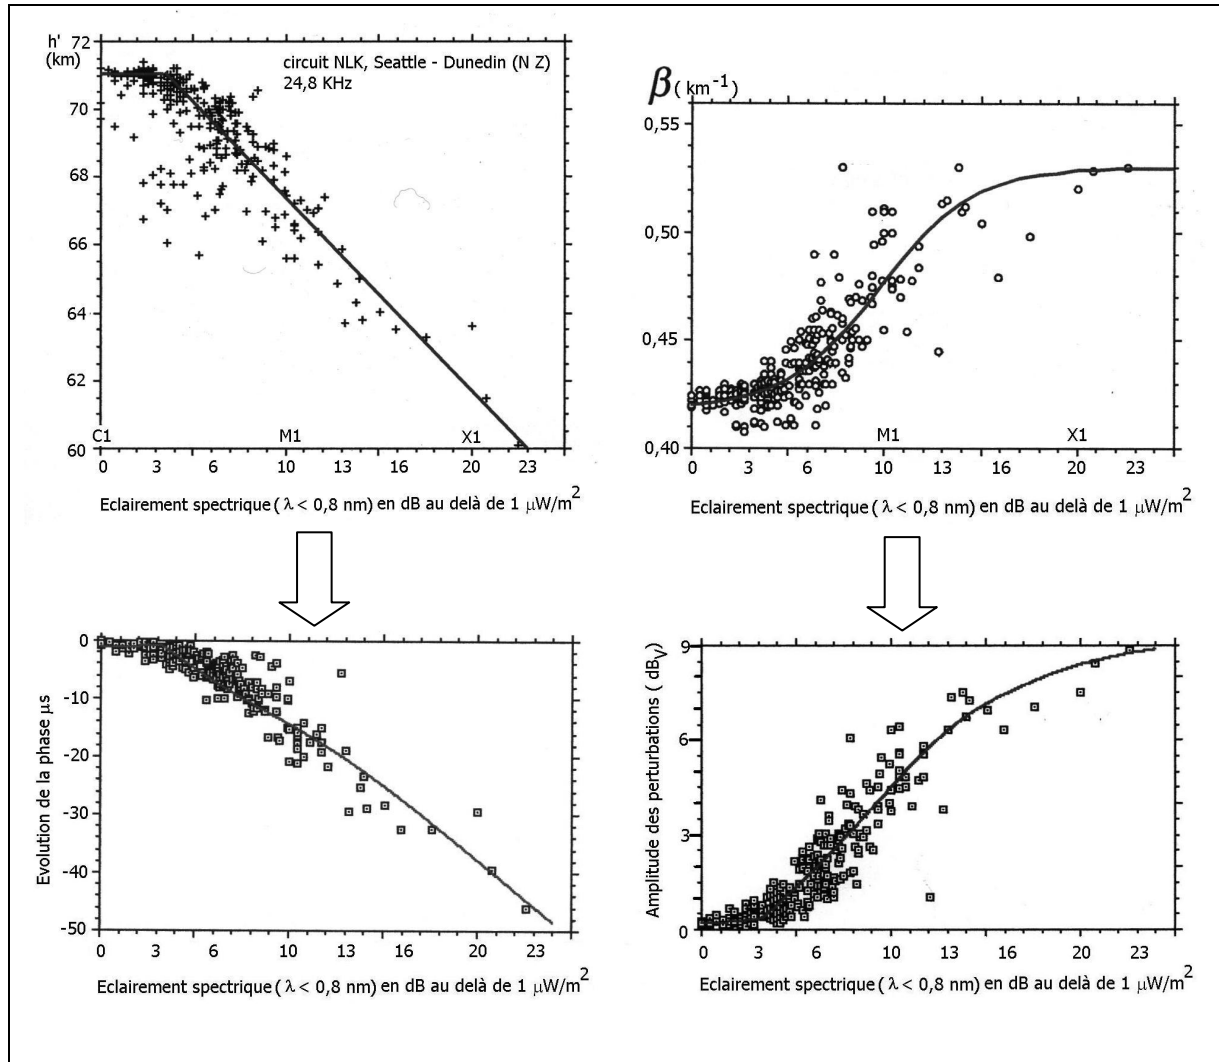 h'
(km)
72
70
68
66
64
62
60
circuit NLK, Seattle - Dunedin (N Z)
24,8 KHz
C1
M1
X1
0 3 6 10 13 16 20 23
Eclairement spectrique ( λ < 0,8 nm) en dB au delà de 1 µW/m²
β ( km⁻¹)
0,55
0,50
0,45
0,40
M1
X1
0 3 6 10 13 16 20 23
Eclairement spectrique ( λ < 0,8 nm) en dB au delà de 1 µW/m²
Evolution de la phase µs
0
-10
-20
-30
-40
-50
0 3 6 10 13 16 20 23
Eclairement spectrique ( λ < 0,8 nm) en dB au delà de 1 µW/m²
Amplitude des perturbations ( dBV)
9
6
3
0
0 3 6 10 13 16 20 23
Eclairement spectrique ( λ < 0,8 nm) en dB au delà de 1 µW/m²